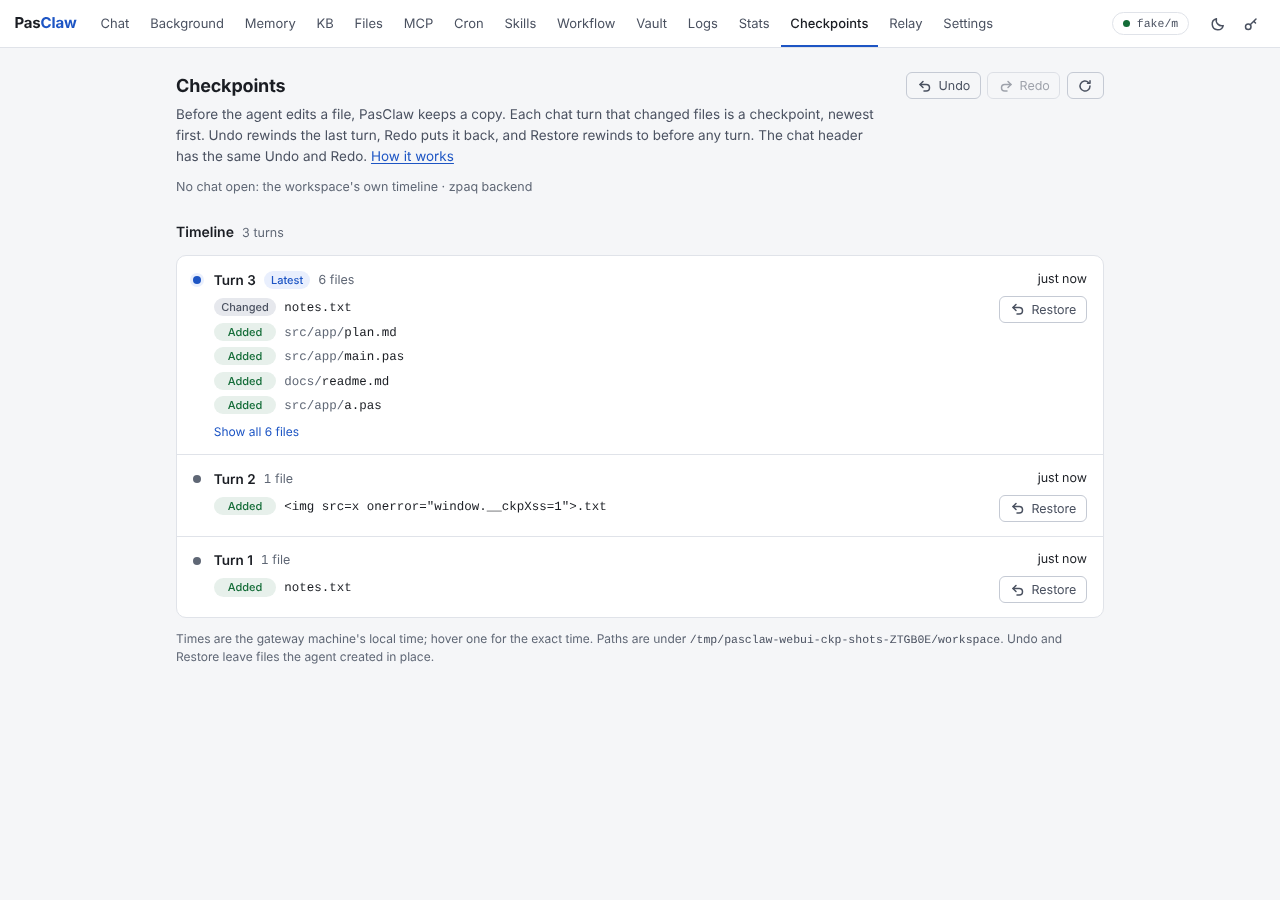 PasClaw Chat Background Memory KB Files MCP Cron Skills Workflow Vault Logs Stats Checkpoints Relay Settings fake/m
Checkpoints
Undo Redo
Before the agent edits a file, PasClaw keeps a copy. Each chat turn that changed files is a checkpoint, newest
first. Undo rewinds the last turn, Redo puts it back, and Restore rewinds to before any turn. The chat header
has the same Undo and Redo. How it works
No chat open: the workspace's own timeline · zpaq backend
Timeline 3 turns
Turn 3 Latest 6 files just now
Changed notes.txt Restore
Added src/app/plan.md
Added src/app/main.pas
Added docs/readme.md
Added src/app/a.pas
Show all 6 files
Turn 2 1 file just now
Added <img src=x onerror="window.__ckpXss=1">.txt Restore
Turn 1 1 file just now
Added notes.txt Restore
Times are the gateway machine's local time; hover one for the exact time. Paths are under /tmp/pasclaw-webui-ckp-shots-ZTGB0E/workspace. Undo and
Restore leave files the agent created in place.